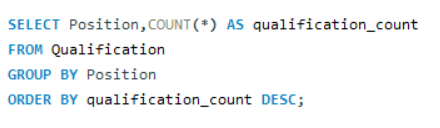 SELECT Position,COUNT(*) AS qualification_count
FROM Qualification
GROUP BY Position
ORDER BY qualification_count DESC;